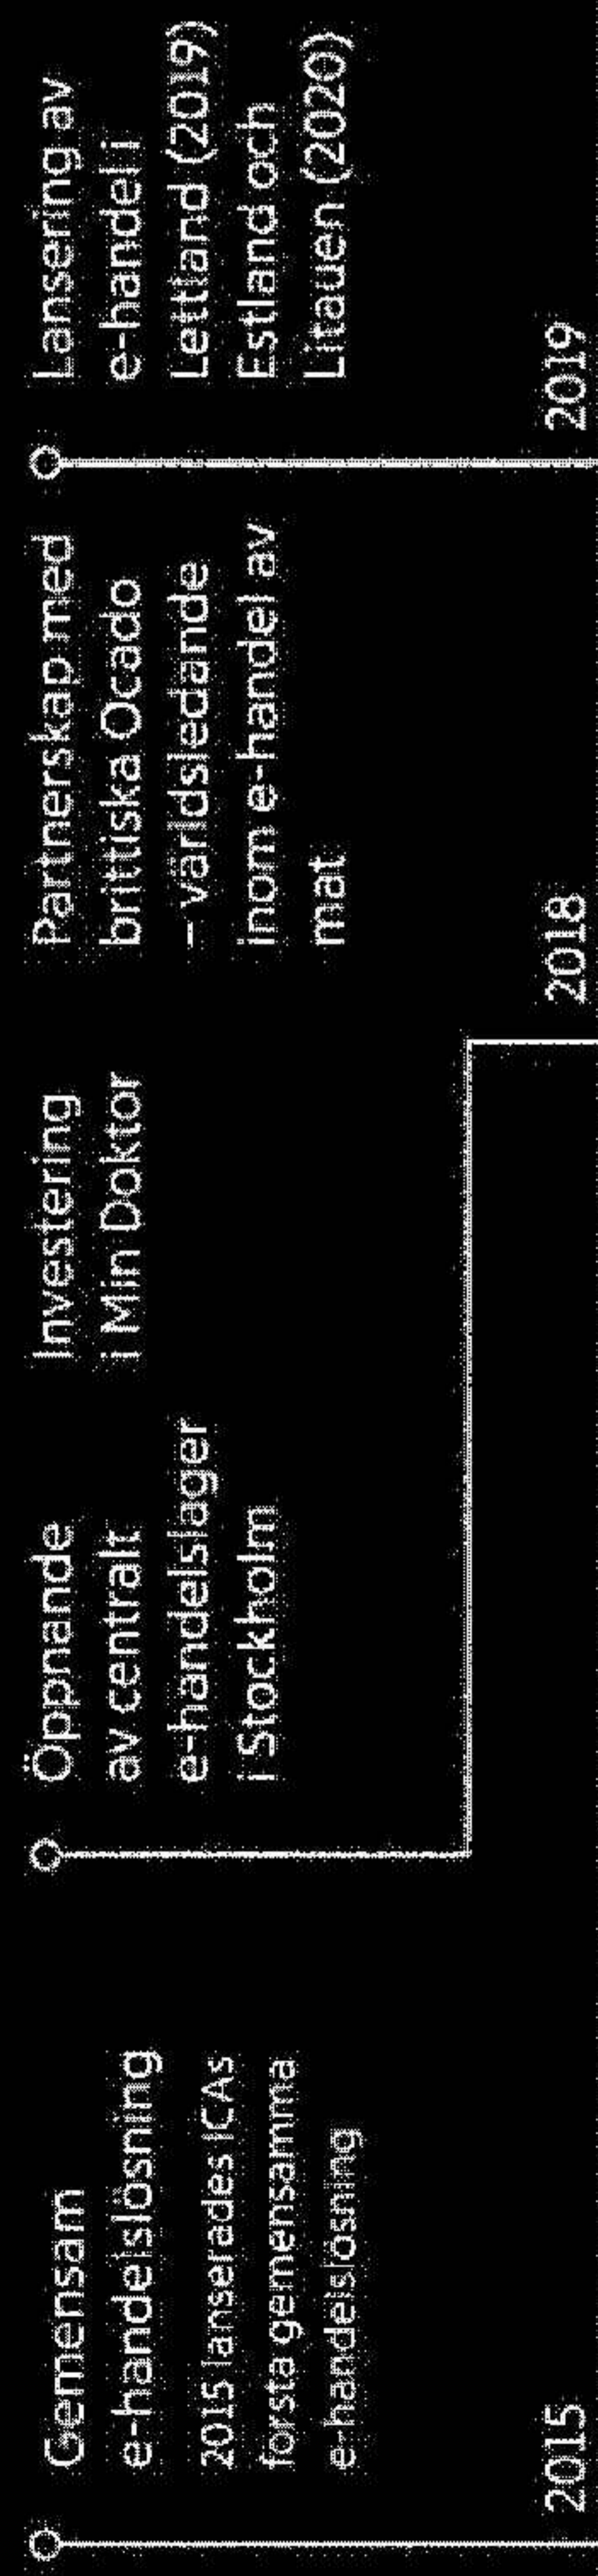 Gemensam
e-handelslösning
2015 lanserades ICAs
första gemensamma
e-handelslösning
2015
Öppnande
av centralt
e-handelslager
i Stockholm
Investering
i Min Doktor
2018
Partnerskap med
brittiska Ocado
– världsledande
inom e-handel av
mat
Lansering av
e-handel i
Lettland (2019)
Estland och
Litauen (2020)
2019